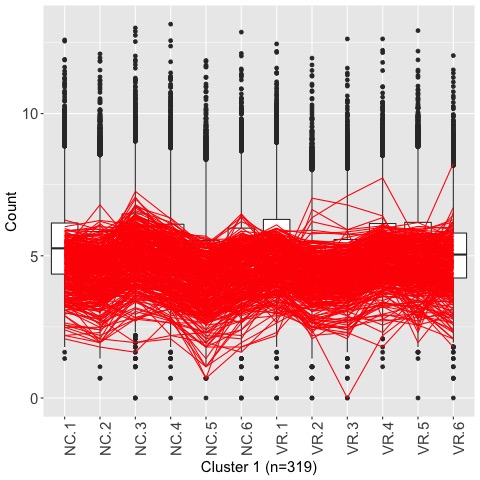 Count
10
5
0
NC.1
NC.2
NC.3
NC.4
NC.5
NC.6
VR.1
VR.2
VR.3
VR.4
VR.5
VR.6
Cluster 1 (n=319)